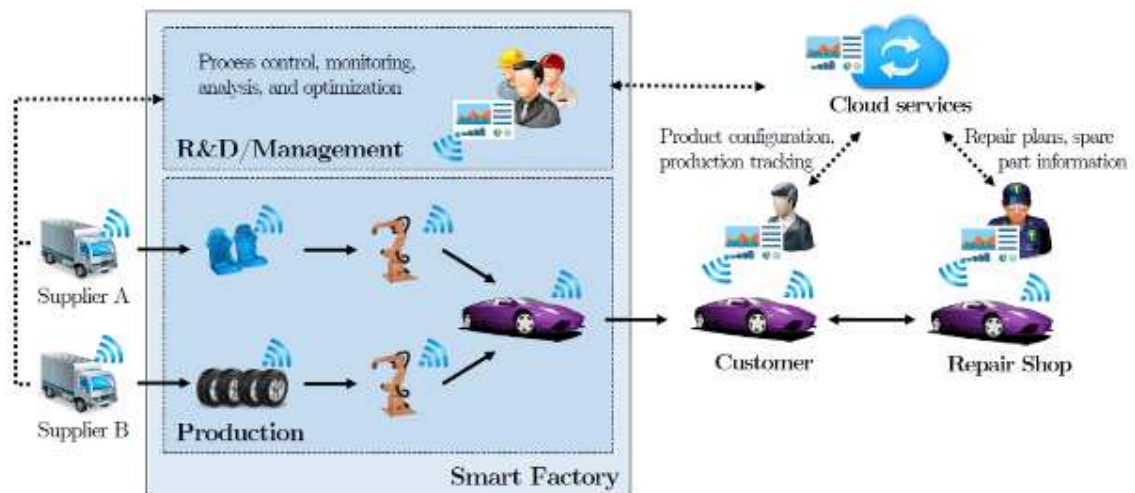 Process control, monitoring,
analysis, and optimization
R&D/Management
Cloud services
Product configuration,
production tracking
Repair plans, spare
part information
Supplier A
Supplier B
Production
Smart Factory
Customer
Repair Shop